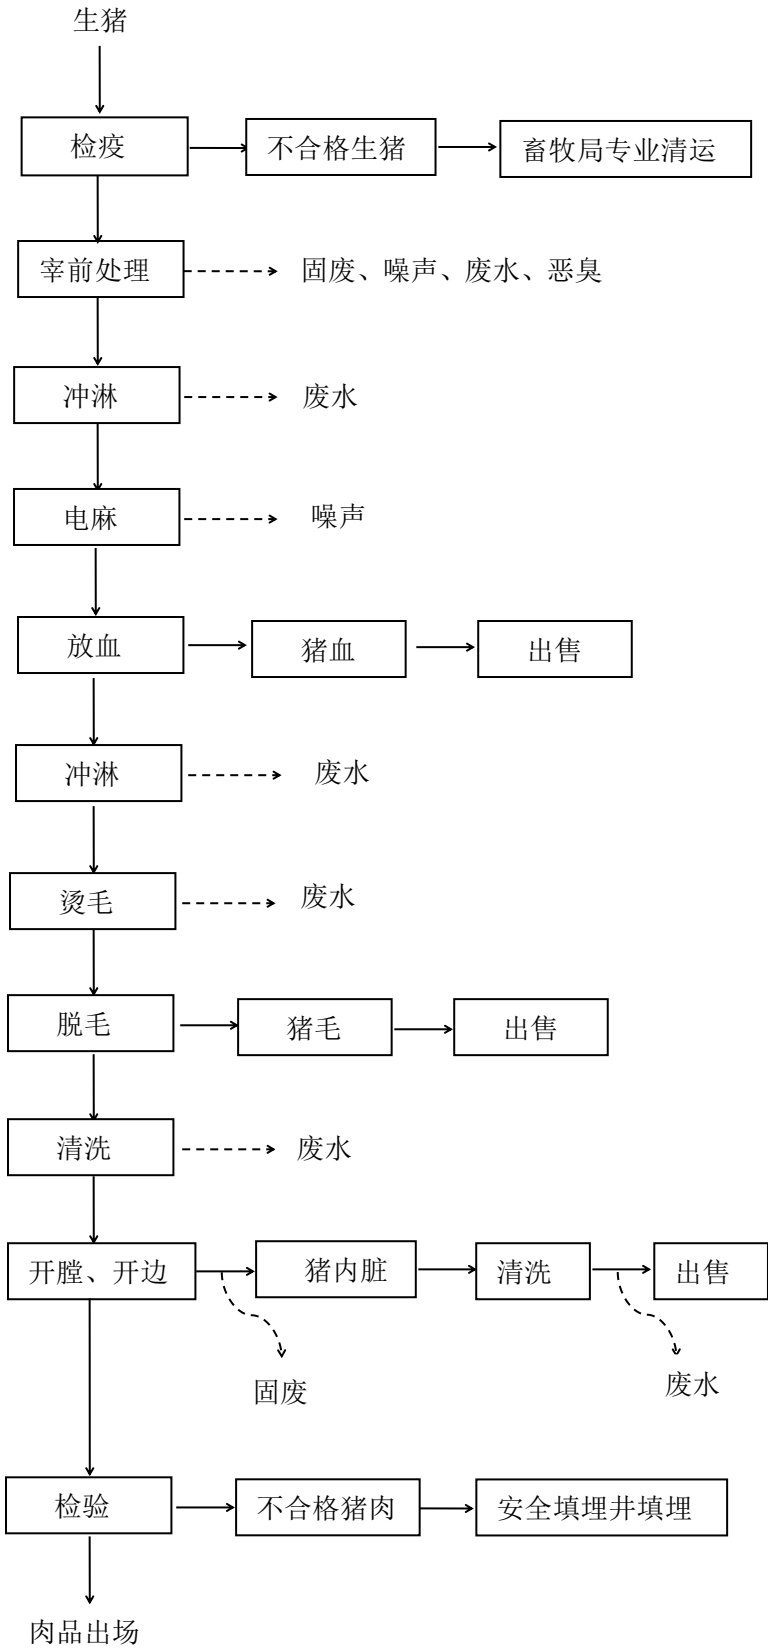 生猪
检疫
不合格生猪
畜牧局专业清运
宰前处理
固废、噪声、废水、恶臭
冲淋
废水
电麻
噪声
放血
猪血
出售
冲淋
废水
烫毛
废水
脱毛
猪毛
出售
清洗
废水
开膛、开边
猪内脏
清洗
出售
固废
废水
检验
不合格猪肉
安全填埋井填埋
肉品出场